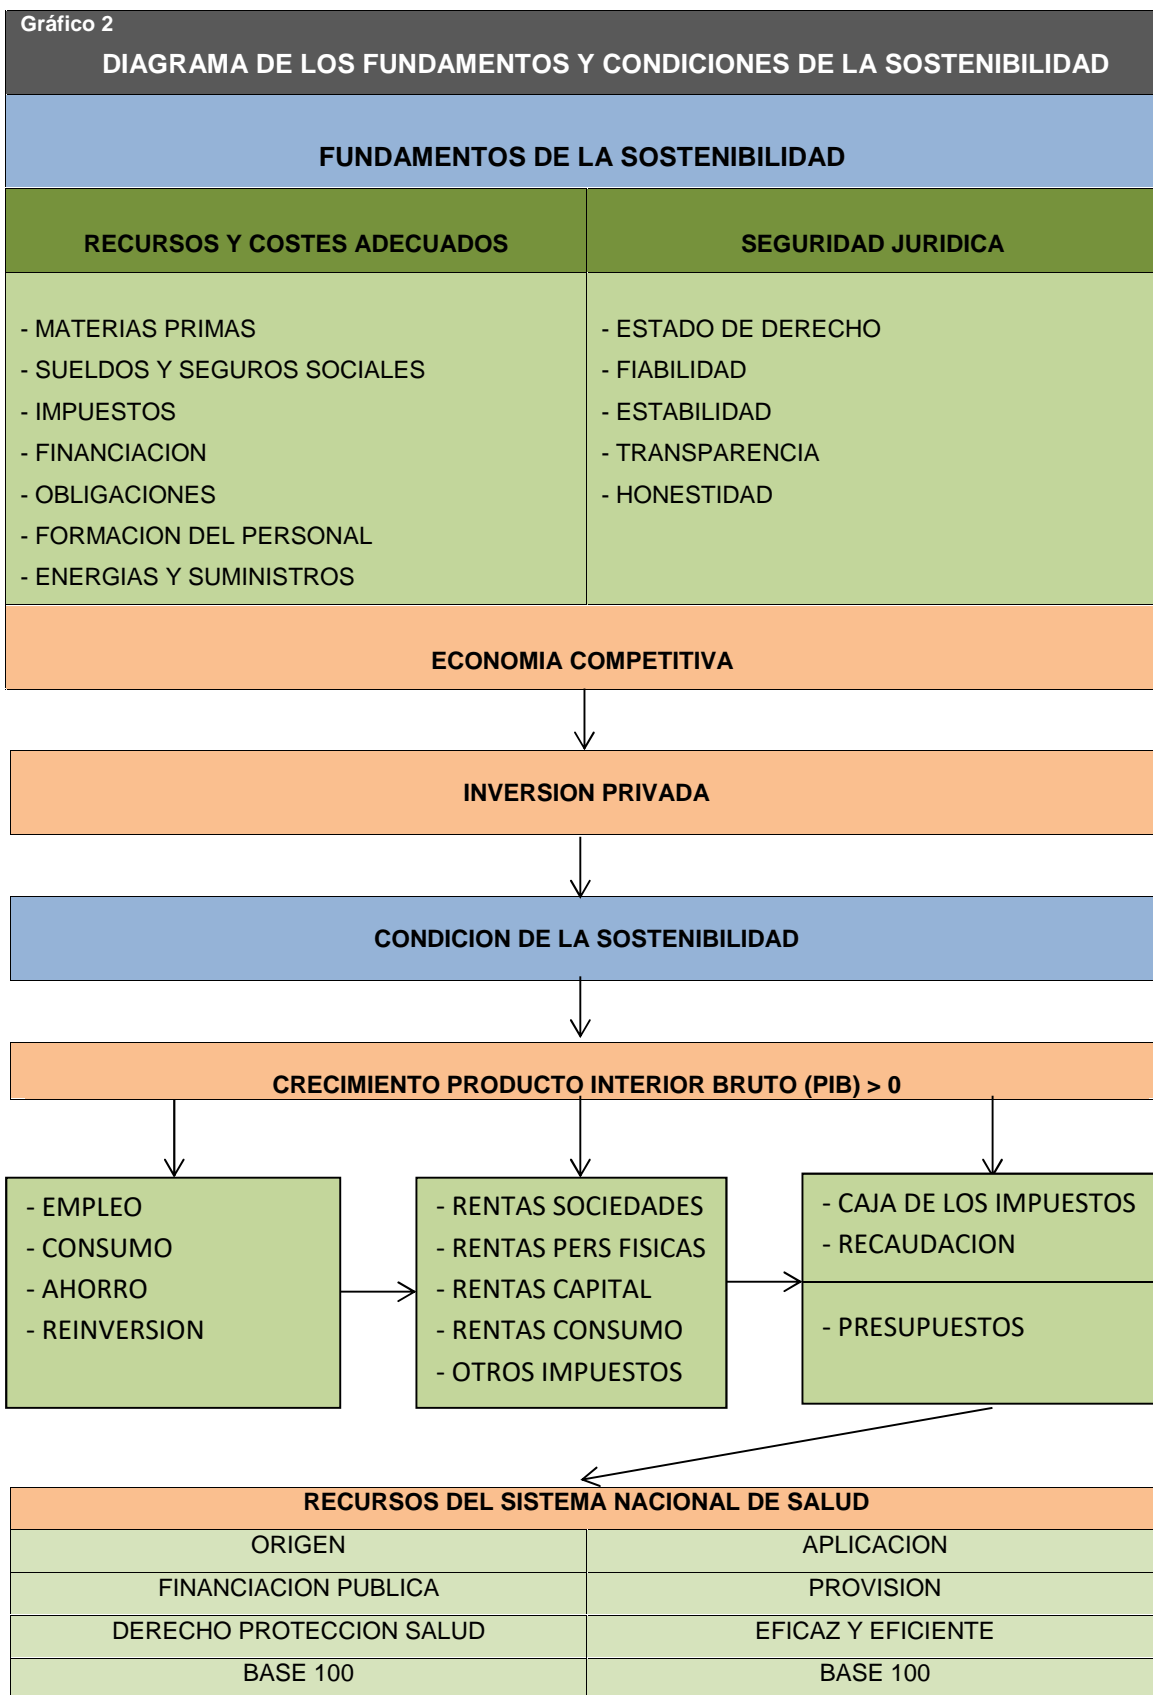 Gráfico 2
DIAGRAMA DE LOS FUNDAMENTOS Y CONDICIONES DE LA SOSTENIBILIDAD
FUNDAMENTOS DE LA SOSTENIBILIDAD
RECURSOS Y COSTES ADECUADOS
- MATERIAS PRIMAS
- SUELDOS Y SEGUROS SOCIALES
- IMPUESTOS
- FINANCIACION
- OBLIGACIONES
- FORMACION DEL PERSONAL
- ENERGIAS Y SUMINISTROS
SEGURIDAD JURIDICA
- ESTADO DE DERECHO
- FIABILIDAD
- ESTABILIDAD
- TRANSPARENCIA
- HONESTIDAD
ECONOMIA COMPETITIVA
INVERSION PRIVADA
CONDICION DE LA SOSTENIBILIDAD
CRECIMIENTO PRODUCTO INTERIOR BRUTO (PIB) > 0
- EMPLEO
- CONSUMO
- AHORRO
- REINVERSION
- RENTAS SOCIEDADES
- RENTAS PERS FISICAS
- RENTAS CAPITAL
- RENTAS CONSUMO
- OTROS IMPUESTOS
- CAJA DE LOS IMPUESTOS
- RECAUDACION
- PRESUPUESTOS
RECURSOS DEL SISTEMA NACIONAL DE SALUD
ORIGEN
APLICACION
FINANCIACION PUBLICA
PROVISION
DERECHO PROTECCION SALUD
EFICAZ Y EFICIENTE
BASE 100
BASE 100